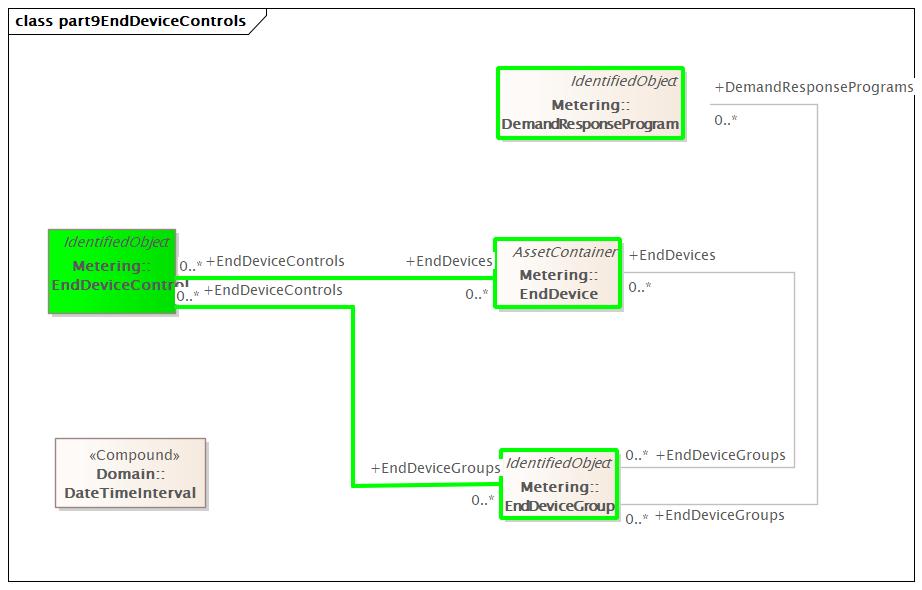 class part9EndDeviceControls
IdentifiedObject
Metering::
DemandResponseProgram
+DemandResponsePrograms
0..*
IdentifiedObject
Metering::
EndDeviceControl
0..* +EndDeviceControls
+EndDevices
0..*
0..* +EndDeviceControls
AssetContainer
Metering::
EndDevice
+EndDevices
0..*
«Compound»
Domain::
DateTimeInterval
+EndDeviceGroups
0..*
IdentifiedObject
Metering::
EndDeviceGroup
0..* +EndDeviceGroups
0..* +EndDeviceGroups